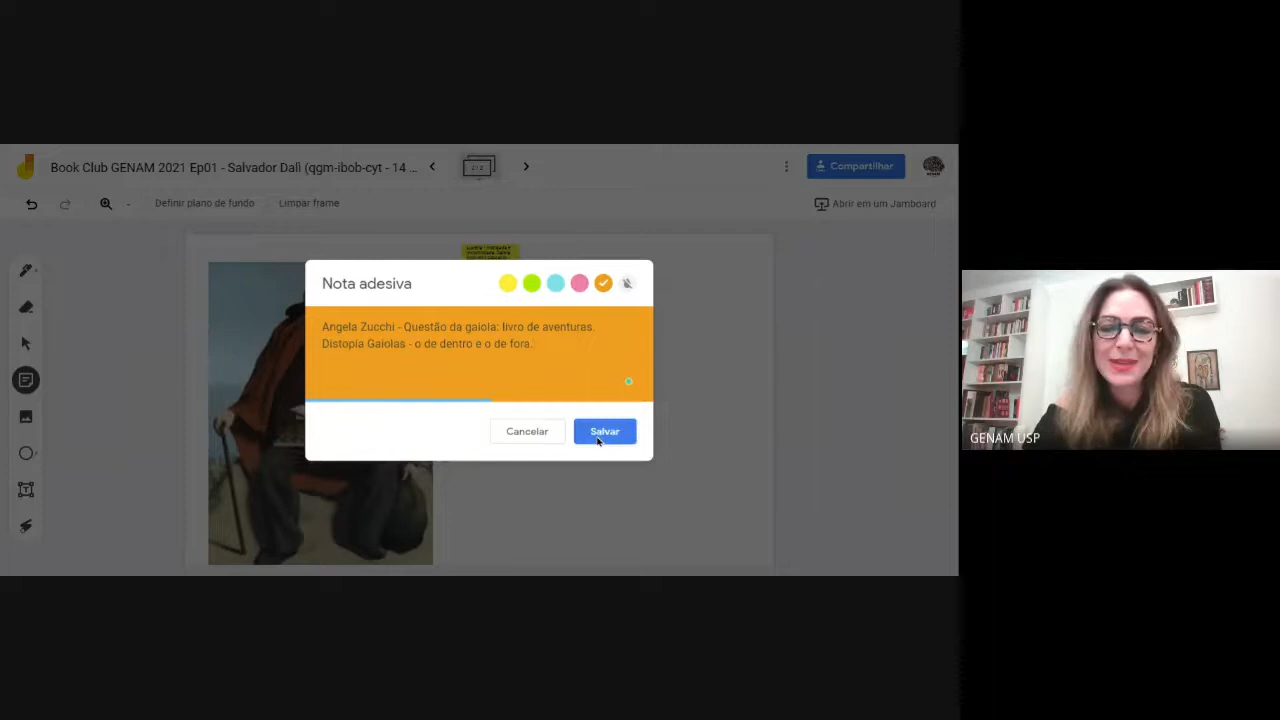 Book Club GENAM 2021 Ep01 - Salvador Dali (qgm-ibob-cyt - 14 ...
Compartilhar
Definir plano de fundo
Limpar frame
Abrir em um Jamboard
Nota adesiva
Angela Zucchi - Questão da gaiola: livro de aventuras.
Distopia Gaiolas - o de dentro e o de fora.
Cancelar
Salvar
GENAM USP